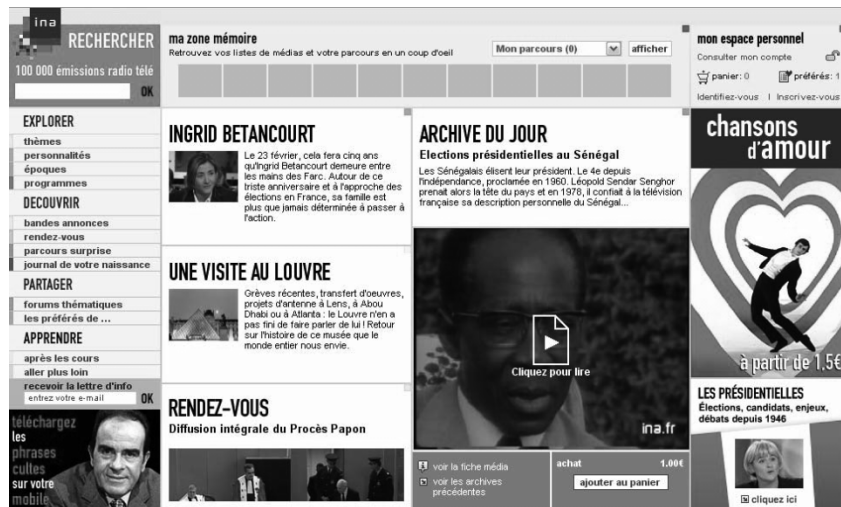 ina
RECHERCHER
100 000 émissions radio télé
OK
ma zone mémoire
Retrouvez vos listes de médias et votre parcours en un coup d'oeil
Mon parcours (0)
afficher
mon espace personnel
Consulter mon compte
panier: 0
préférés: 1
Identifiez-vous | Inscrivez-vous
EXPLORER
thèmes
personnalités
époques
programmes
DECOUVRIR
bandes annonces
rendez-vous
parcours surprise
journal de votre naissance
PARTAGER
forums thématiques
les préférés de ...
APPRENDRE
après les cours
aller plus loin
recevoir la lettre d'info
entrez votre e-mail
OK
téléchargez
les
phrases
cultes
sur votre
mobile
INGRID BETANCOURT
Le 23 février, cela fera cinq ans
qu'Ingrid Betancourt demeure entre
les mains des Farc. Autour de ce
triste anniversaire et à l'approche des
élections en France, sa famille est
plus que jamais déterminée à passer à
l'action.
UNE VISITE AU LOUVRE
Grèves récentes, transfert d'oeuvres,
projets d'antenne à Lens, à Abou
Dhabi ou à Atlanta : le Louvre n'en a
pas fini de faire parler de lui ! Retour
sur l'histoire de ce musée que le
monde entier nous envie.
RENDEZ-VOUS
Diffusion intégrale du Procès Papon
ARCHIVE DU JOUR
Elections présidentielles au Sénégal
Les Sénégalais élisent leur président. Le 4e depuis
l'indépendance, proclamée en 1960. Léopold Sendar Senghor
prenait alors la tête du pays et en 1978, il confiait à la télévision
française sa description personnelle du Sénégal...
Cliquez pour lire
ina.fr
voir la fiche média
voir les archives
précédentes
achat
1.00€
ajouter au panier
chansons
d'amour
à partir de 1.5€
LES PRÉSIDENTIELLES
Élections, candidats, enjeux,
débats depuis 1946
cliquez ici